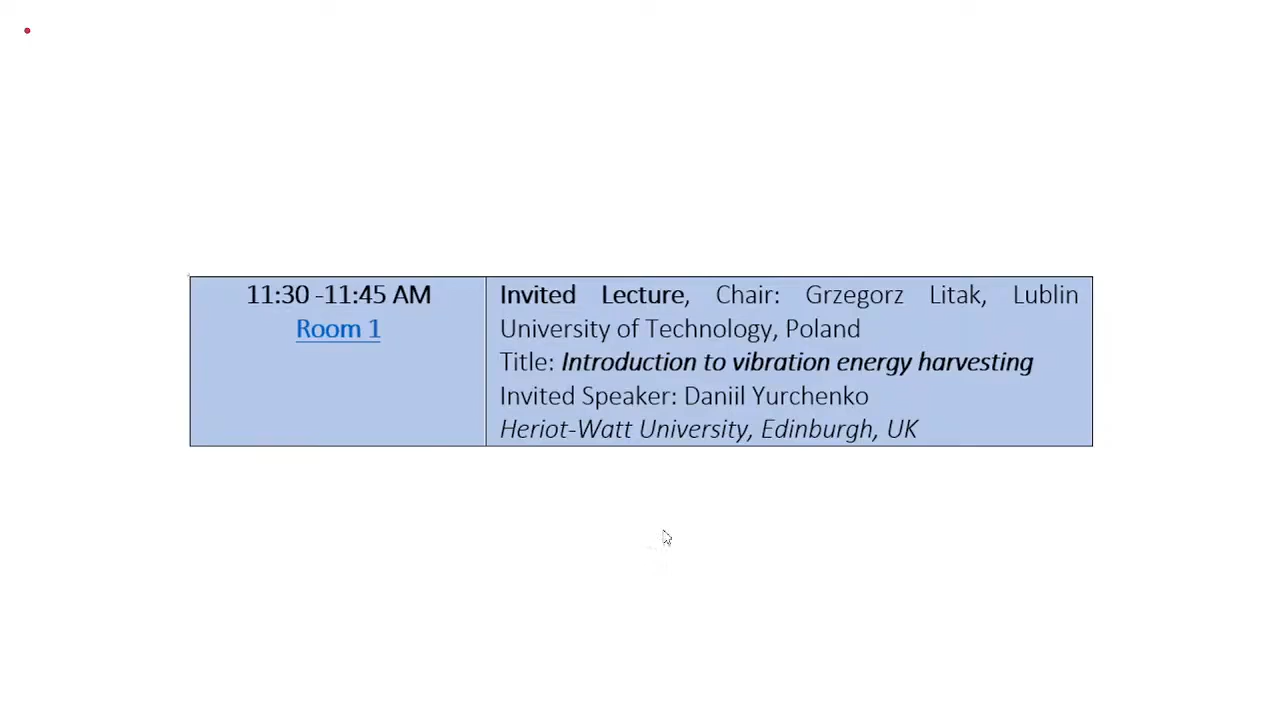 11:30 -11:45 AM
Room 1
Invited Lecture, Chair: Grzegorz Litak, Lublin
University of Technology, Poland
Title: Introduction to vibration energy harvesting
Invited Speaker: Daniil Yurchenko
Heriot-Watt University, Edinburgh, UK